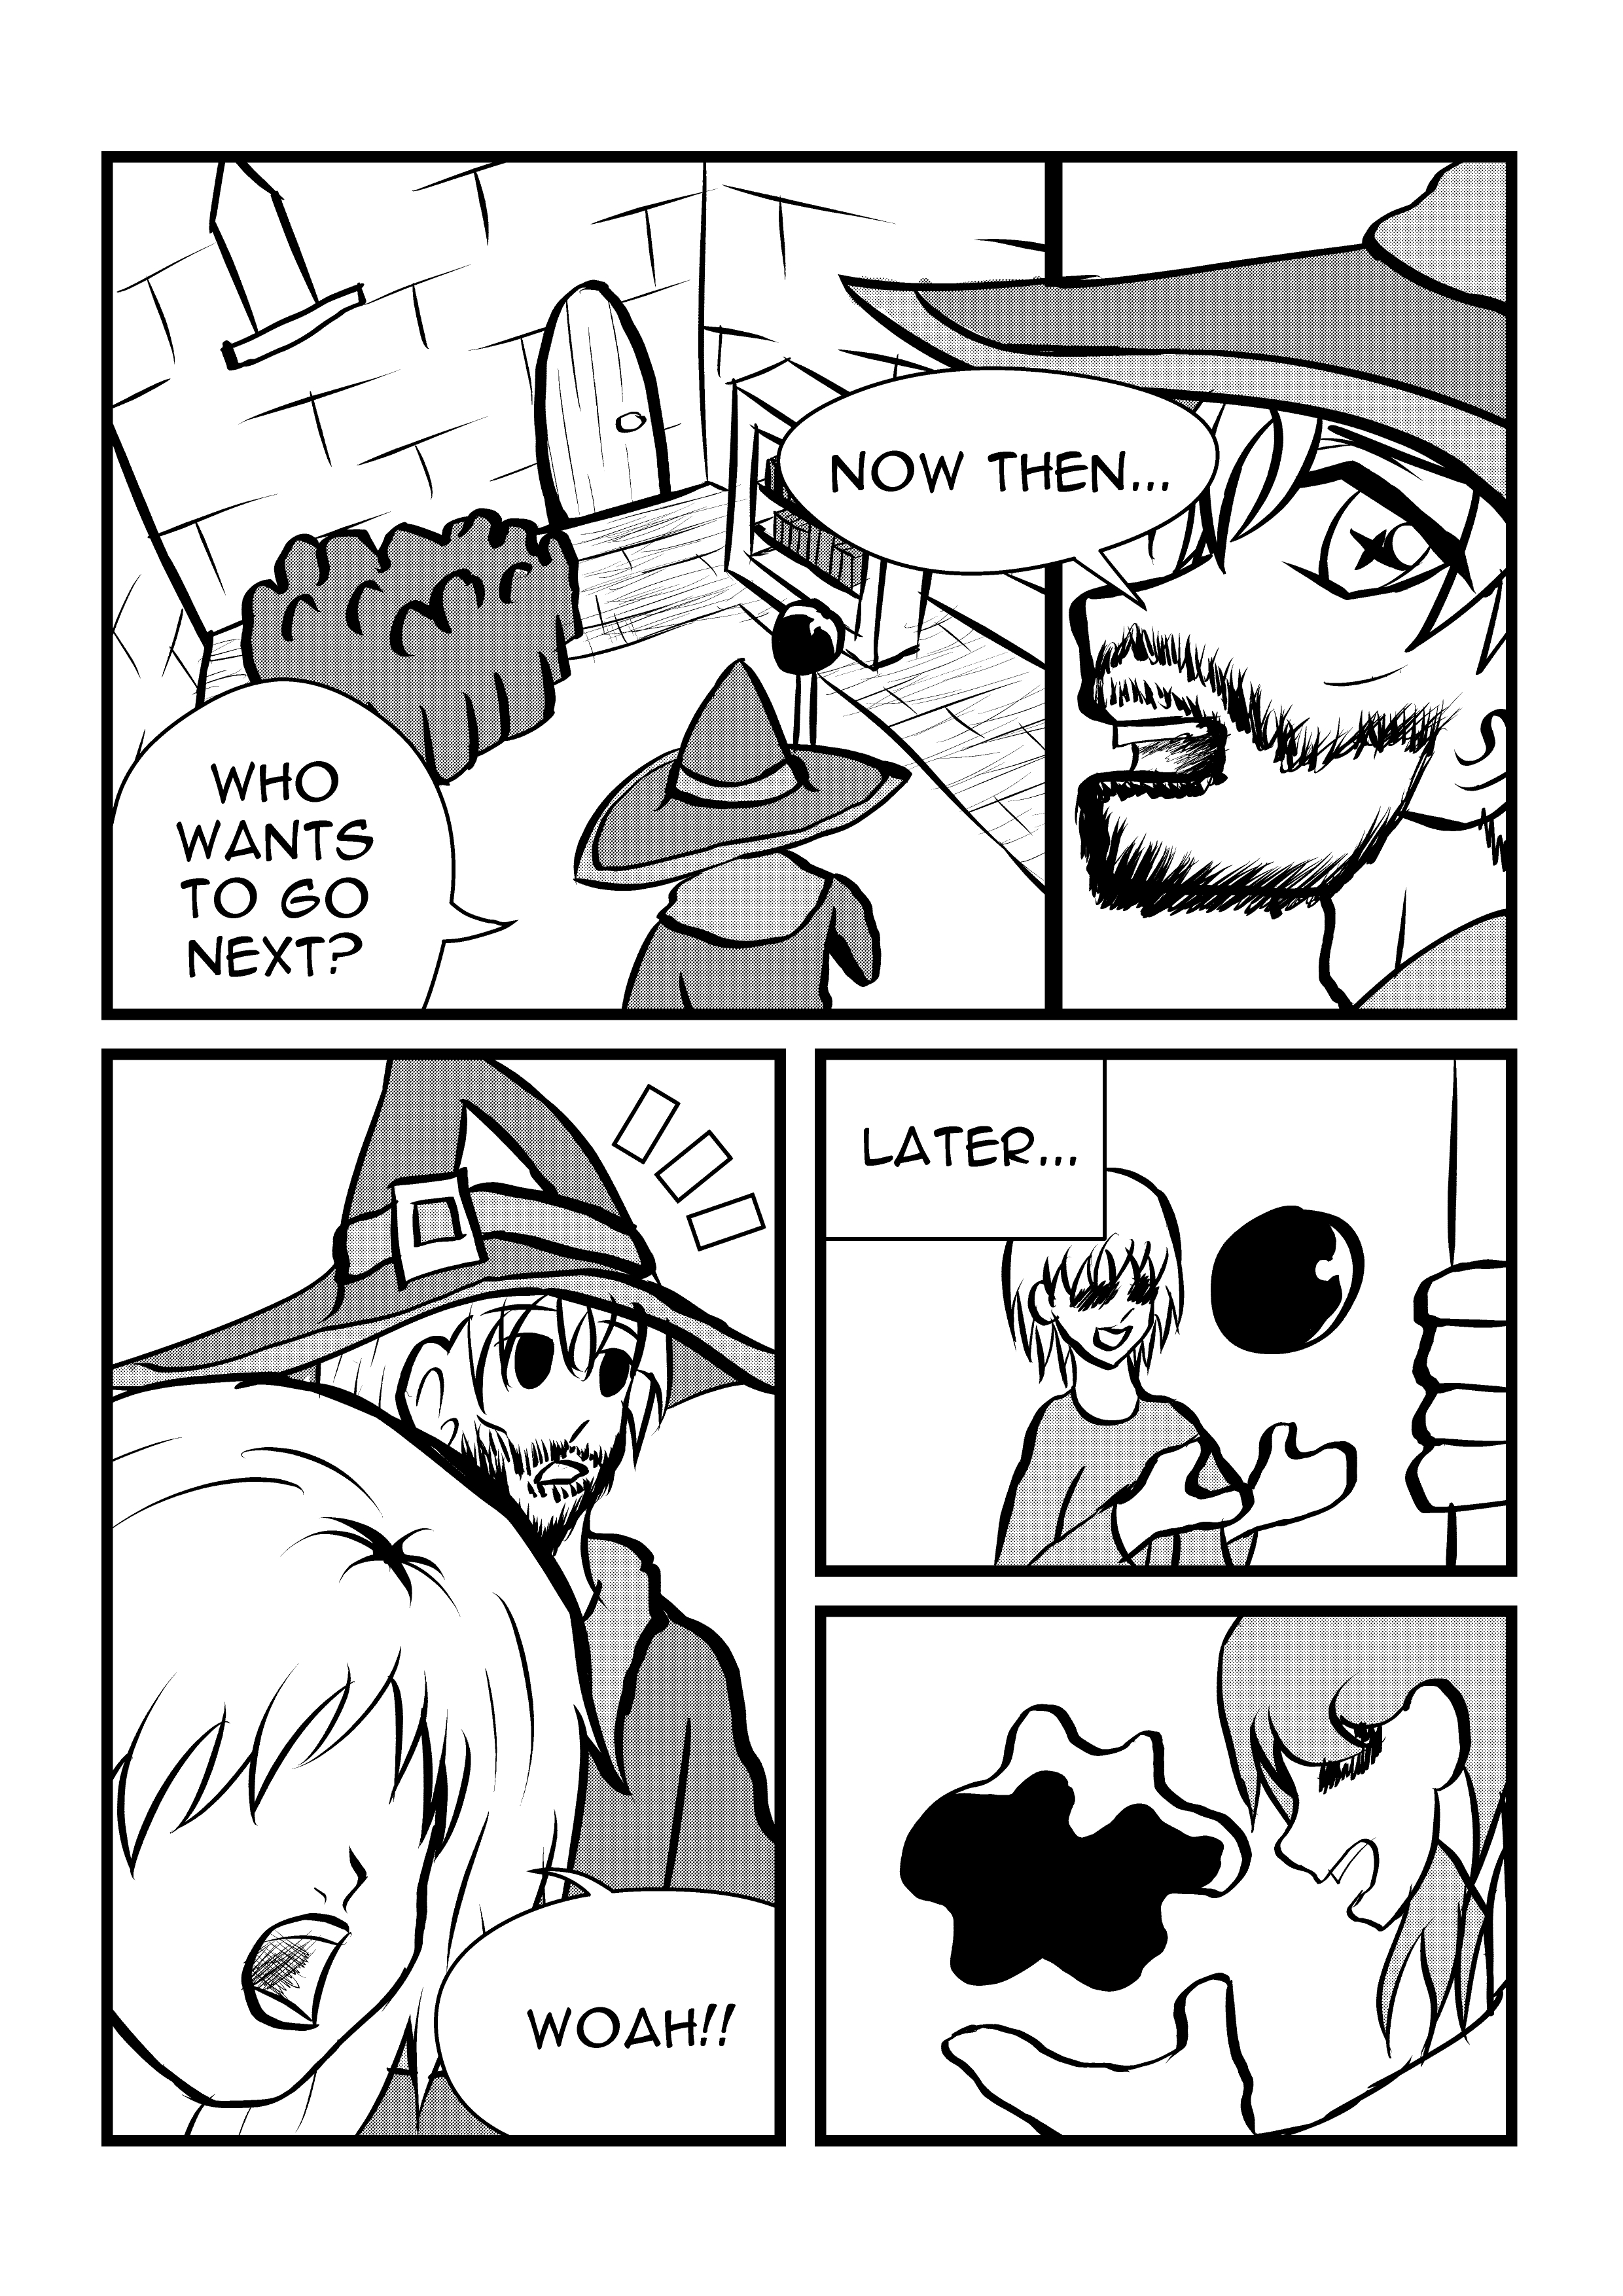 NOW THEN...
WHO
WANTS
TO GO
NEXT?
LATER...
WOAH!!